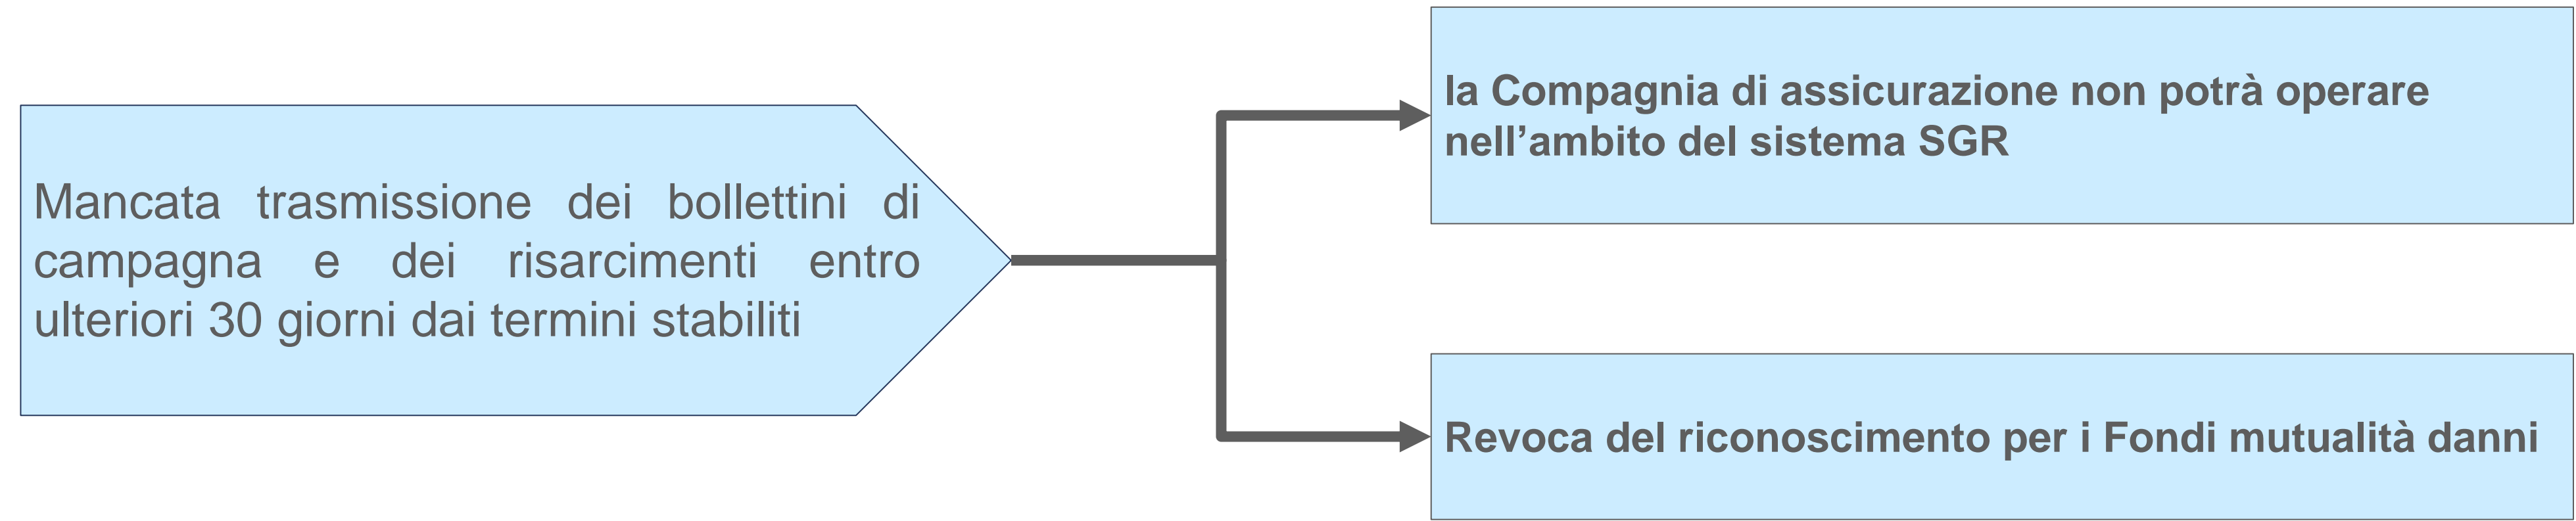 Mancata trasmissione dei bollettini di
campagna e dei risarcimenti entro
ulteriori 30 giorni dai termini stabiliti
la Compagnia di assicurazione non potrà operare
nell’ambito del sistema SGR
Revoca del riconoscimento per i Fondi mutualità danni